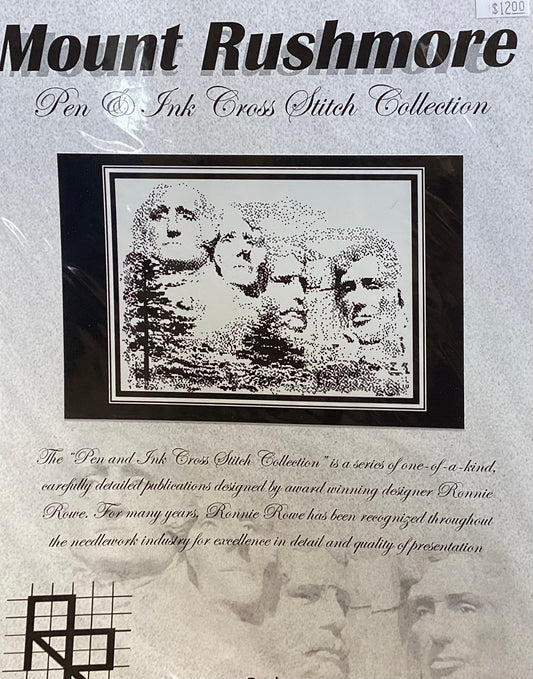 $12.00
Mount Rushmore
Pen & Ink Cross Stitch Collection
The "Pen and Ink Cross Stitch Collection" is a series of one-of-a-kind,
carefully detailed publications designed by award winning designer Ronnie
Rowe. For many years, Ronnie Rowe has been recognized throughout
the needlework industry for excellence in detail and quality of presentation